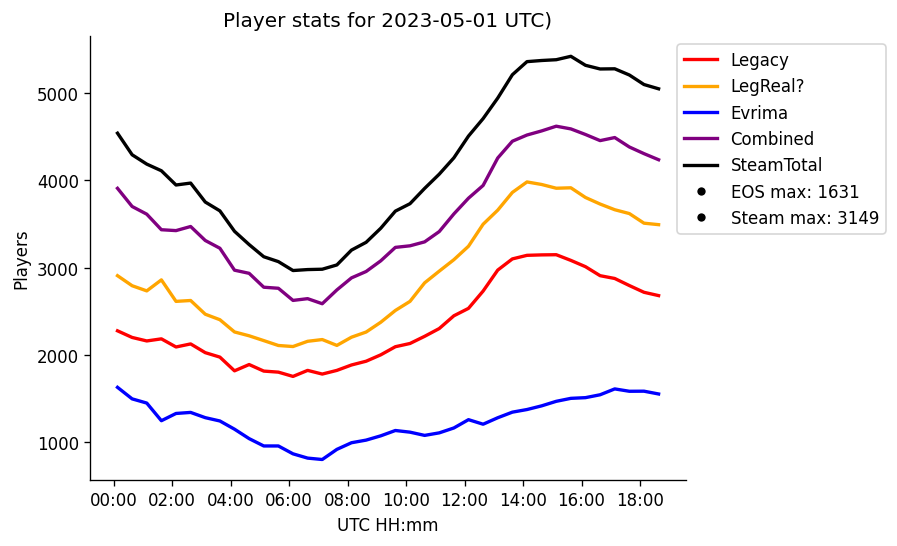 Player stats for 2023-05-01 UTC)
Legacy
LegReal?
Evrima
Combined
SteamTotal
EOS max: 1631
Steam max: 3149
Players
5000
4000
3000
2000
1000
00:00 02:00 04:00 06:00 08:00 10:00 12:00 14:00 16:00 18:00
UTC HH:mm